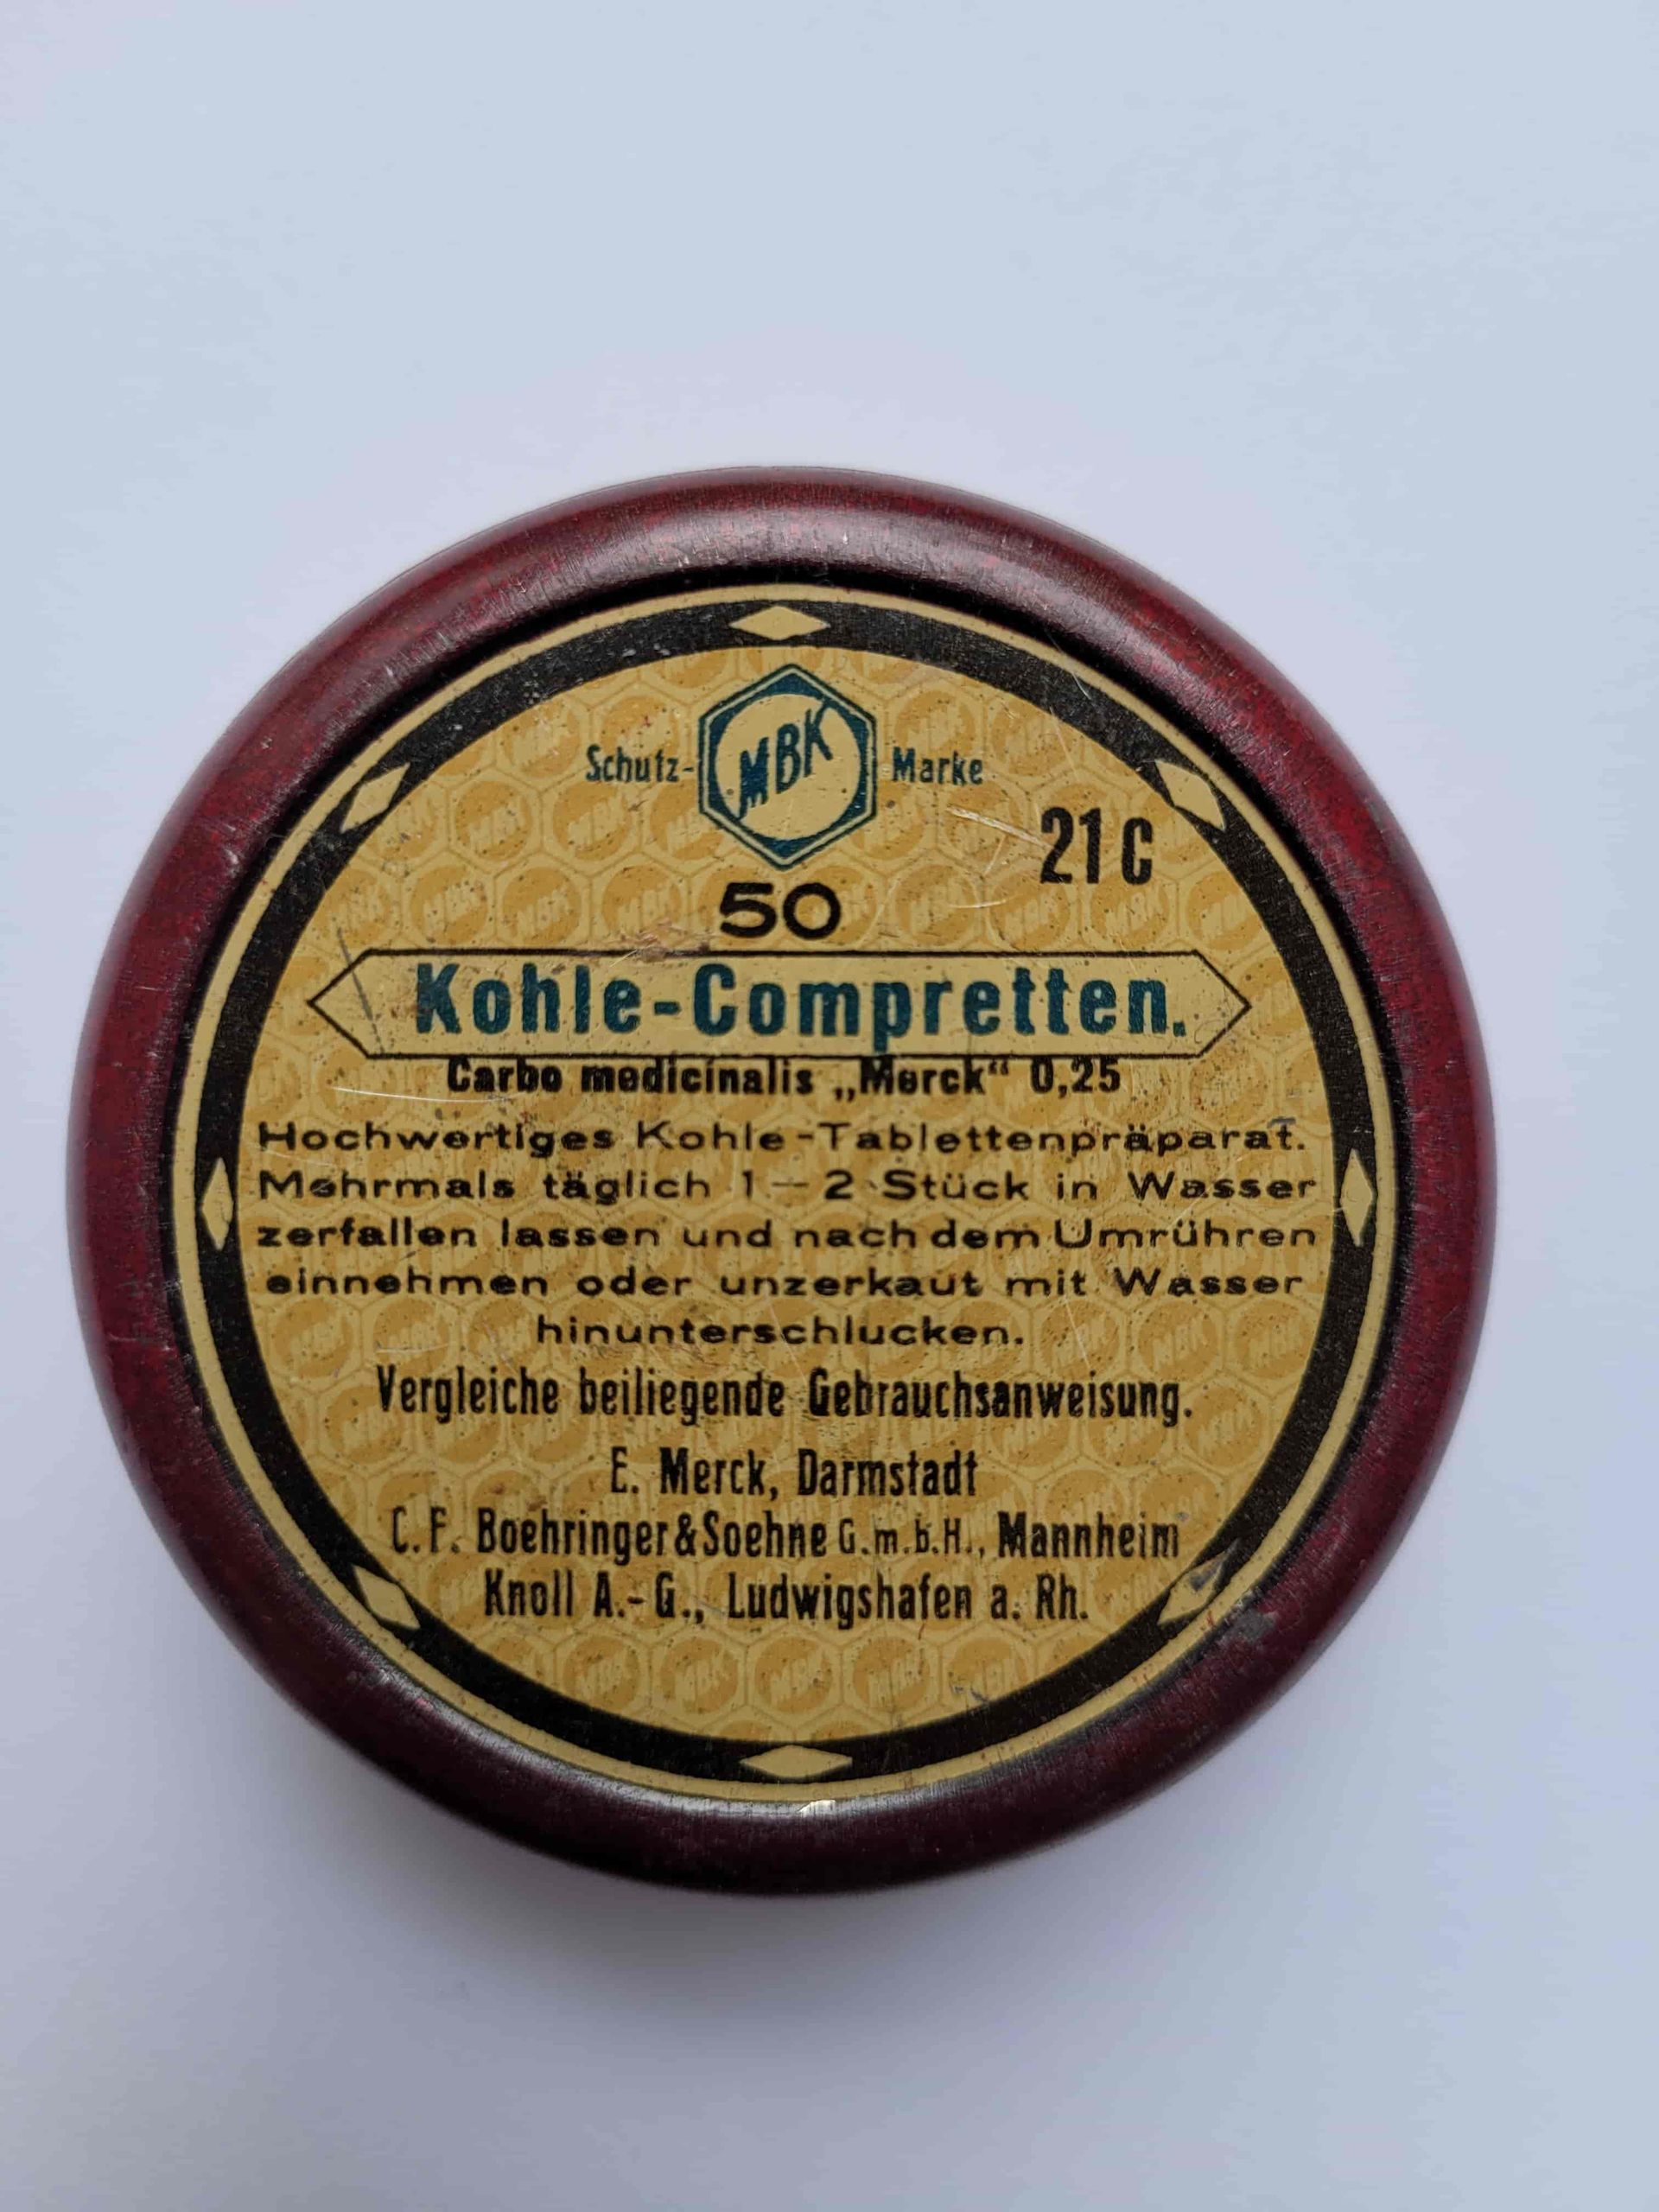 Schutz- MBK Marke
21 C
50
Kohle-Compretten.
Carbo medicinalis „Merck“ 0,25
Hochwertiges Kohle-Tablettenpräparat.
Mehrmals täglich 1—2 Stück in Wasser
zerfallen lassen und nach dem Umrühren
einnehmen oder unzerkaut mit Wasser
hinunterschlucken.
Vergleiche beiliegende Gebrauchsanweisung.
E. Merck, Darmstadt
C. F. Boehringer & Soehne G.m.b.H., Mannheim
Knoll A.-G., Ludwigshafen a. Rh.